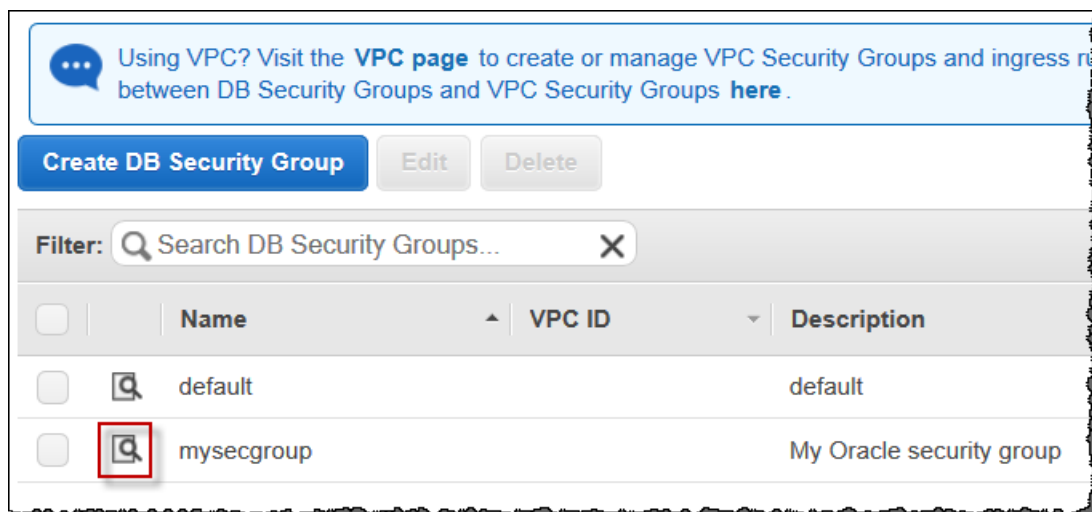 Using VPC? Visit the VPC page to create or manage VPC Security Groups and ingress
between DB Security Groups and VPC Security Groups here.
Create DB Security Group Edit Delete
Filter: Search DB Security Groups...
Name VPC ID Description
default default
mysecgroup My Oracle security group